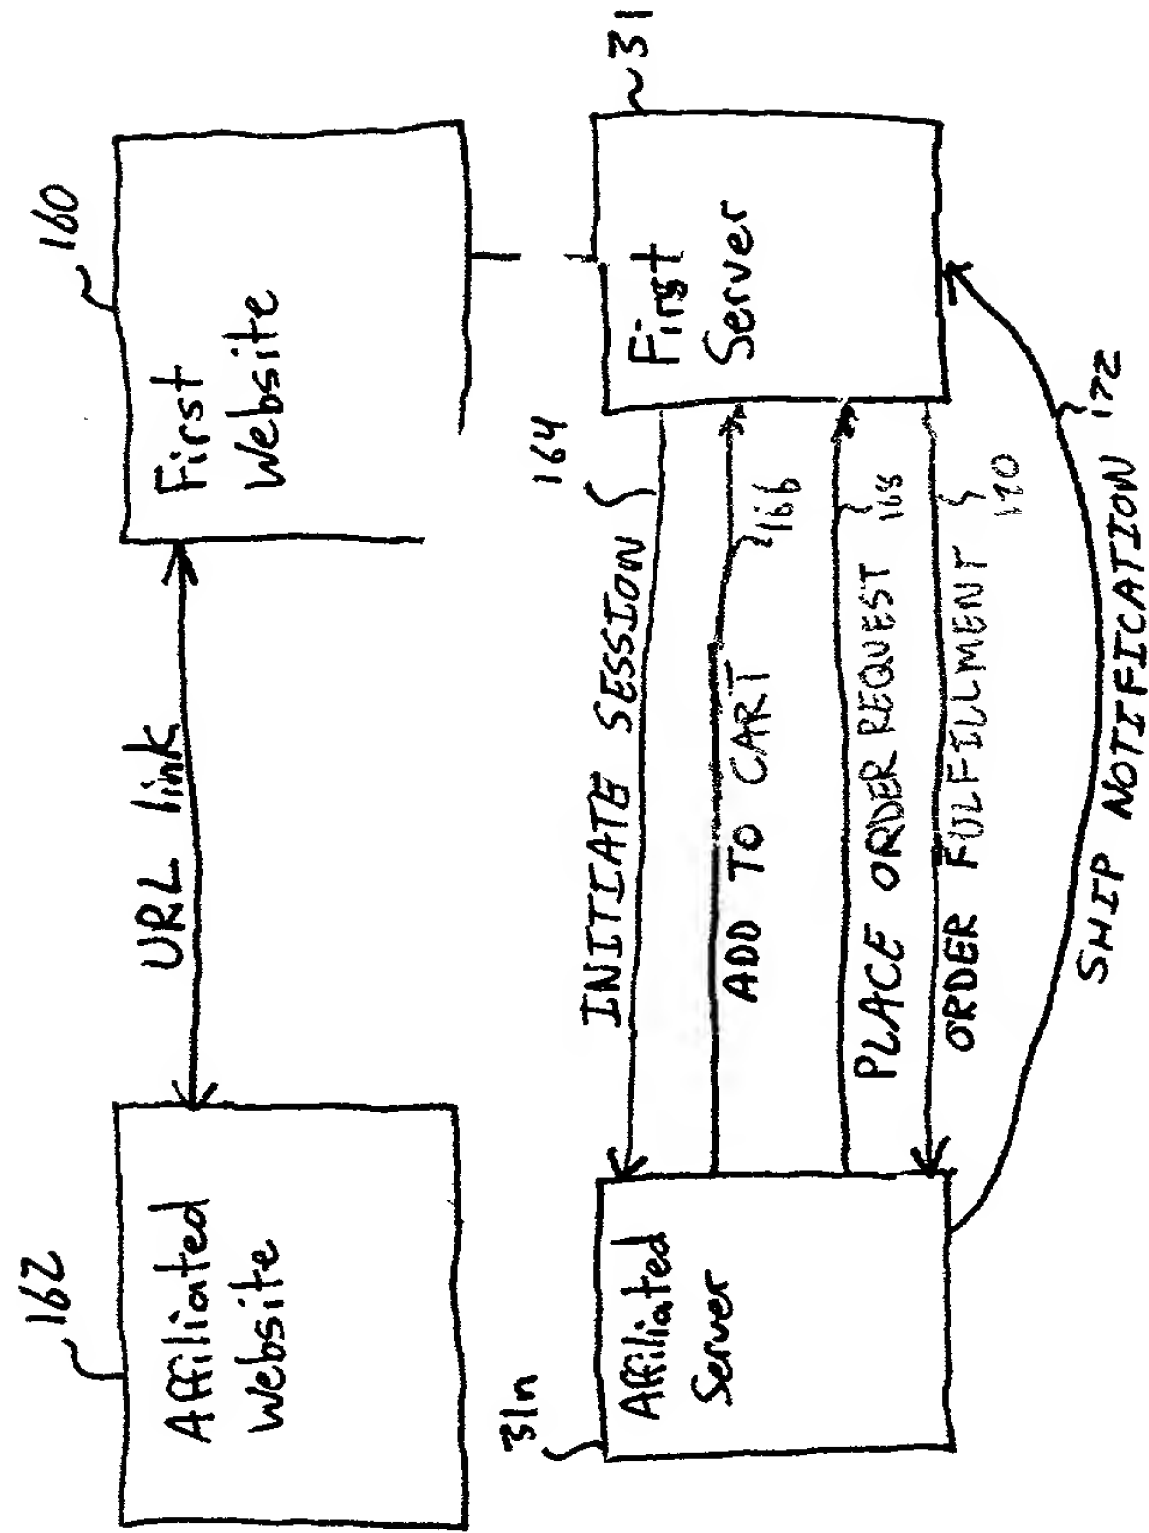 162
Affiliated
Website
URL link
160
First
Website
31n
Affiliated
Server
INITIATE SESSION
164
ADD TO CART
166
PLACE ORDER REQUEST
168
ORDER FULFILLMENT
170
SHIP NOTIFICATION
172
First
Server
31